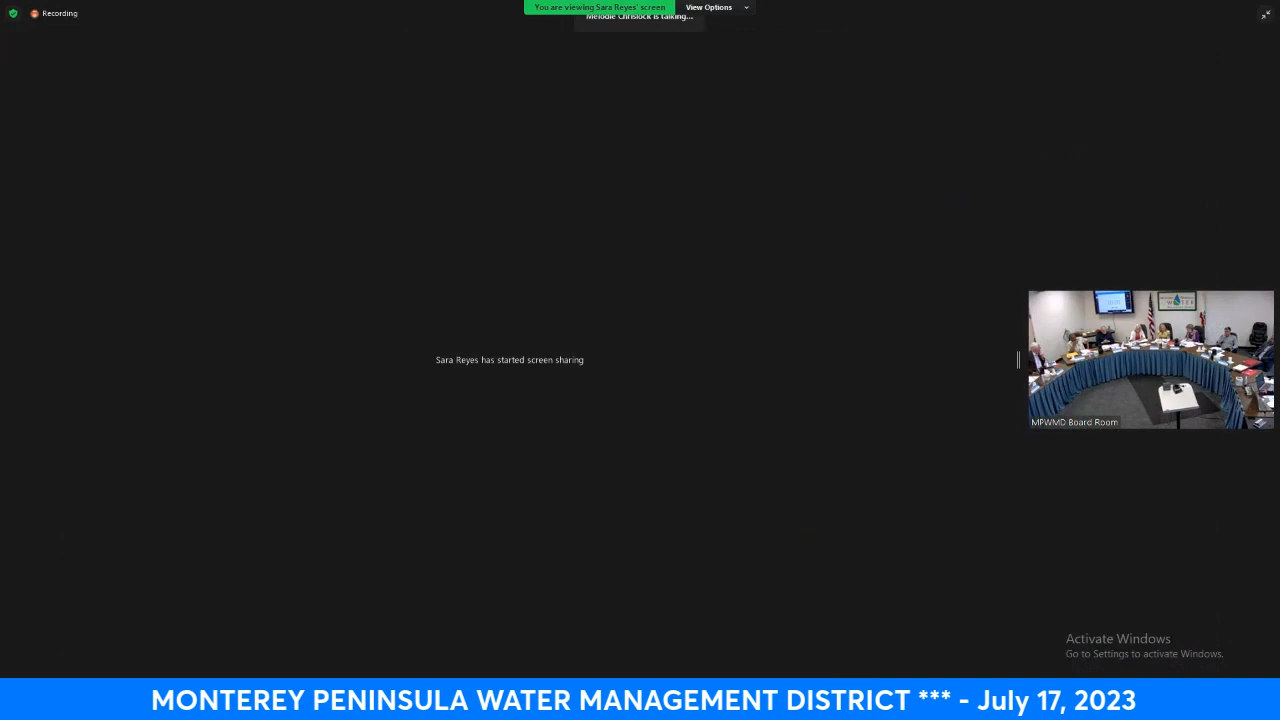 Recording
You are viewing Sara Reyes' screen
View Options
Melodie Chrislock is talking...
Sara Reyes has started screen sharing
WATER
MPWMD Board Room
Activate Windows
Go to Settings to activate Windows.
MONTEREY PENINSULA WATER MANAGEMENT DISTRICT *** - July 17, 2023